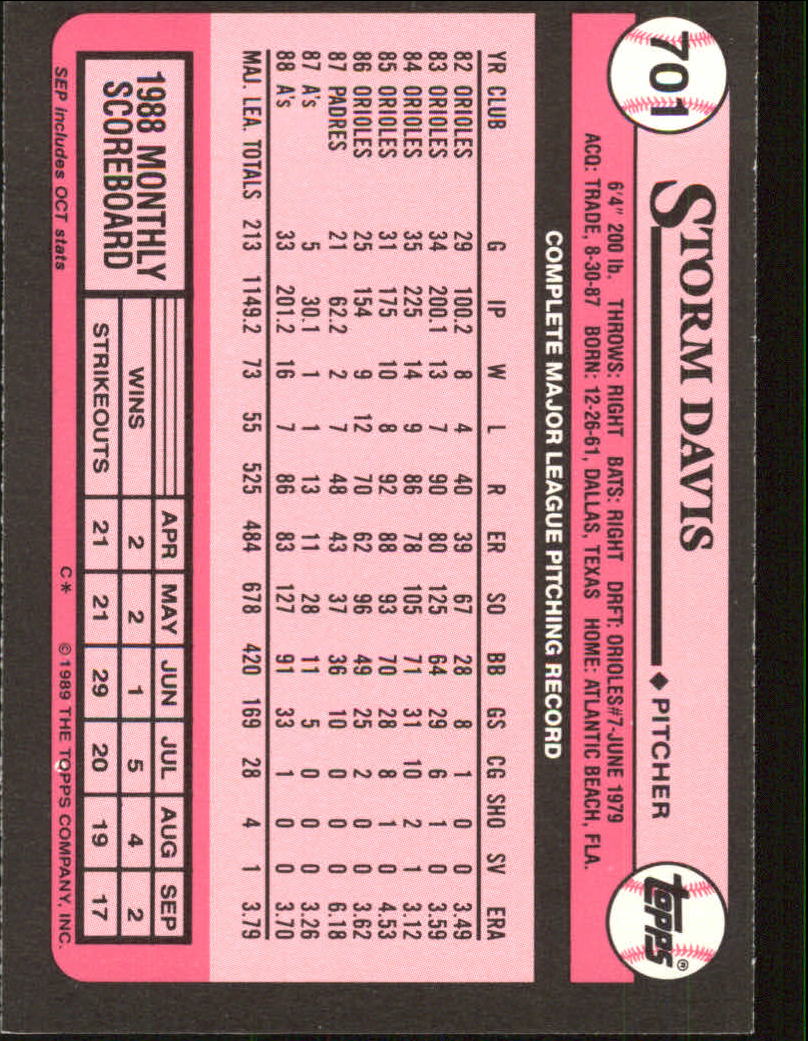 701
STORM DAVIS ◆ PITCHER
topps®
6'4" 200 lb. THROWS: RIGHT BATS: RIGHT DRFT: ORIOLES#7-JUNE 1979
ACQ: TRADE, 8-30-87 BORN: 12-26-61, DALLAS, TEXAS HOME: ATLANTIC BEACH, FLA.
COMPLETE MAJOR LEAGUE PITCHING RECORD
YR CLUB G IP W L R ER SO BB GS CG SHO SV ERA
82 ORIOLES 29 100.2 8 4 40 39 67 28 8 1 0 0 3.49
83 ORIOLES 34 200.1 13 7 90 80 125 64 29 6 1 0 3.59
84 ORIOLES 35 225 14 9 86 78 105 71 31 10 2 1 3.12
85 ORIOLES 31 175 10 8 92 88 93 70 28 8 1 0 4.53
86 ORIOLES 25 154 9 12 70 62 96 49 25 2 0 0 3.62
87 PADRES 21 62.2 2 7 48 43 37 36 10 0 0 0 6.18
87 A's 5 30.1 1 1 13 11 28 11 5 0 0 0 3.26
88 A's 33 201.2 16 7 86 83 127 91 33 1 0 0 3.70
MAJ. LEA. TOTALS 213 1149.2 73 55 525 484 678 420 169 28 4 1 3.79
1988 MONTHLY
SCOREBOARD
APR MAY JUN JUL AUG SEP
WINS 2 2 1 5 4 2
STRIKEOUTS 21 21 29 20 19 17
SEP includes OCT stats C* © 1989 THE TOPPS COMPANY, INC.